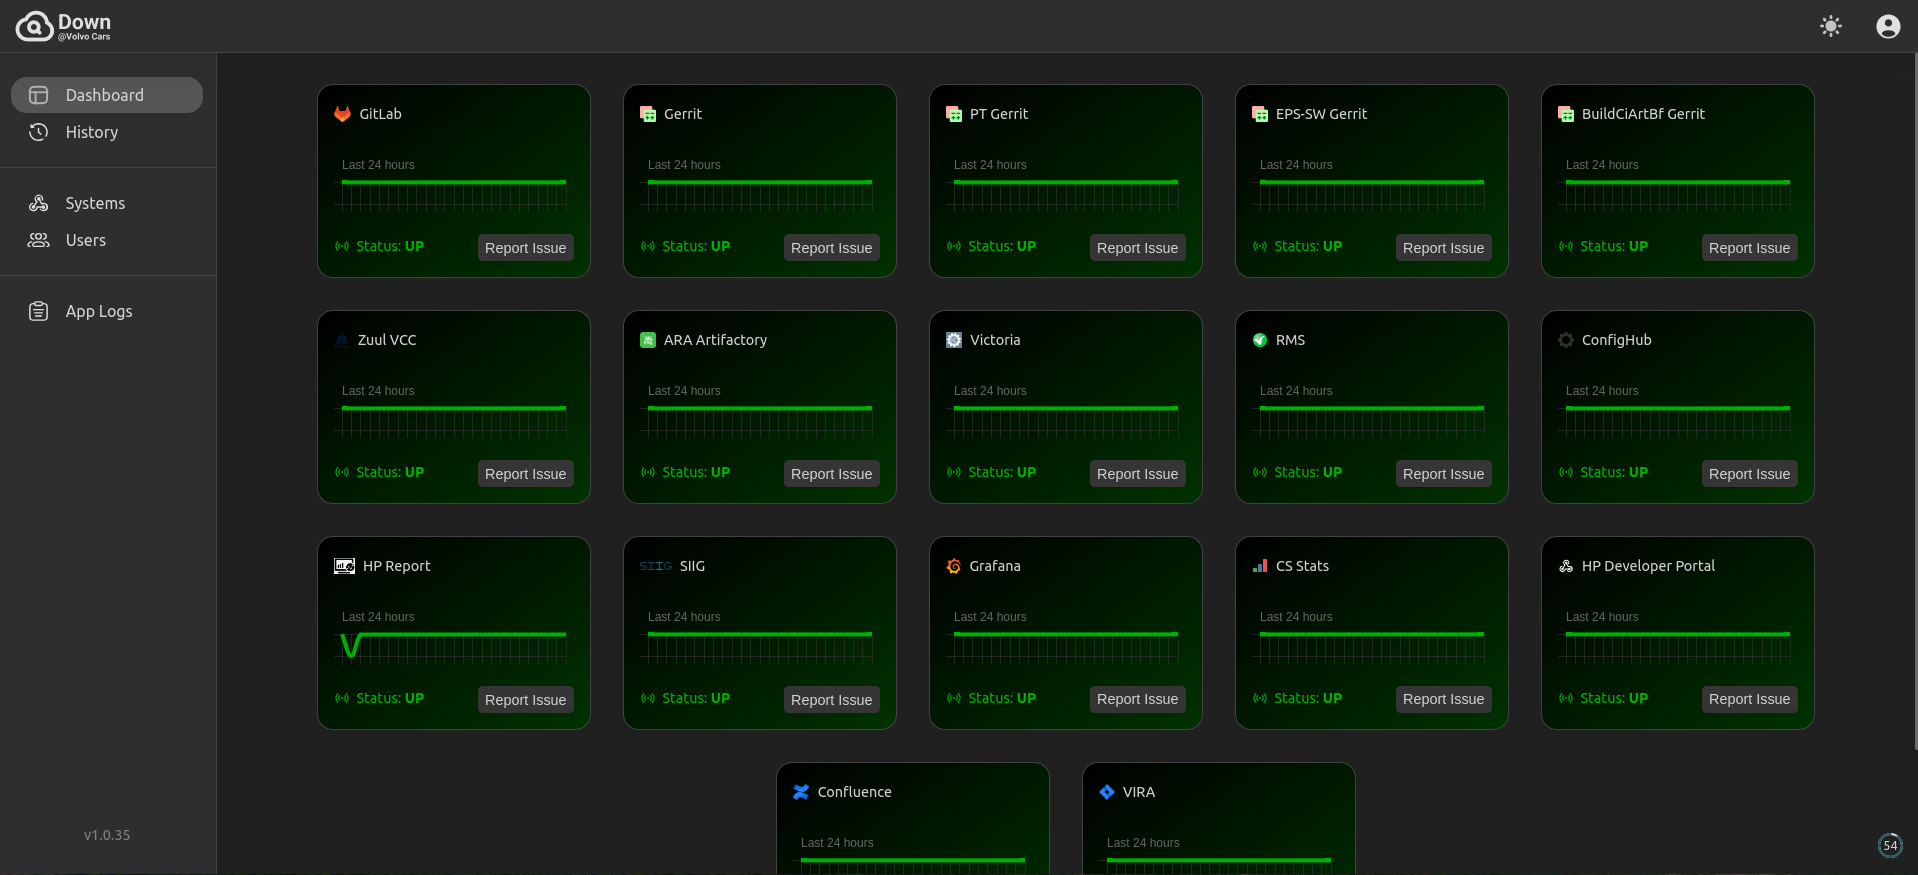 Down
@Volvo Cars
Dashboard
History
Systems
Users
App Logs
v1.0.35
GitLab
Last 24 hours
Status: UP
Report Issue
Gerrit
Last 24 hours
Status: UP
Report Issue
PT Gerrit
Last 24 hours
Status: UP
Report Issue
EPS-SW Gerrit
Last 24 hours
Status: UP
Report Issue
BuildCiArtBf Gerrit
Last 24 hours
Status: UP
Report Issue
Zuul VCC
Last 24 hours
Status: UP
Report Issue
ARA Artifactory
Last 24 hours
Status: UP
Report Issue
Victoria
Last 24 hours
Status: UP
Report Issue
RMS
Last 24 hours
Status: UP
Report Issue
ConfigHub
Last 24 hours
Status: UP
Report Issue
HP Report
Last 24 hours
Status: UP
Report Issue
SIIG SIIG
Last 24 hours
Status: UP
Report Issue
Grafana
Last 24 hours
Status: UP
Report Issue
CS Stats
Last 24 hours
Status: UP
Report Issue
HP Developer Portal
Last 24 hours
Status: UP
Report Issue
Confluence
Last 24 hours
VIRA
Last 24 hours
54